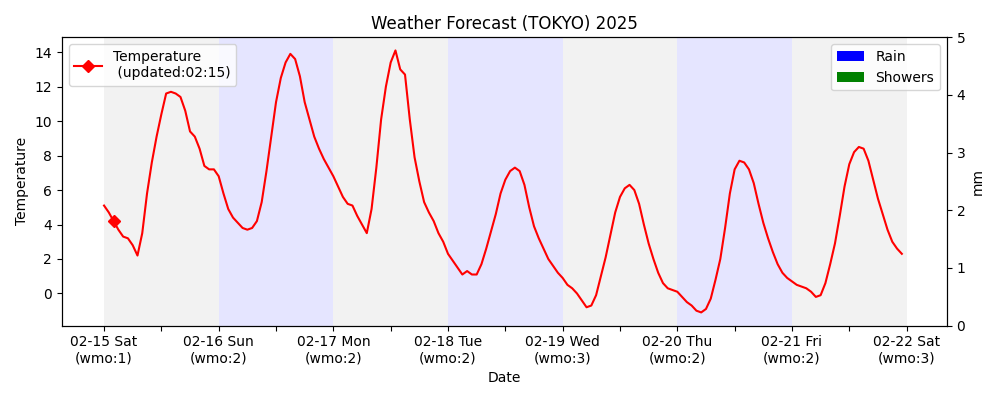 Weather Forecast (TOKYO) 2025
Temperature
(updated:02:15)
Rain
Showers
Temperature
14
12
10
8
6
4
2
0
5
4
3
2
1
0
mm
02-15 Sat
(wmo:1)
02-16 Sun
(wmo:2)
02-17 Mon
(wmo:2)
02-18 Tue
(wmo:2)
02-19 Wed
(wmo:3)
02-20 Thu
(wmo:2)
02-21 Fri
(wmo:2)
02-22 Sat
(wmo:3)
Date